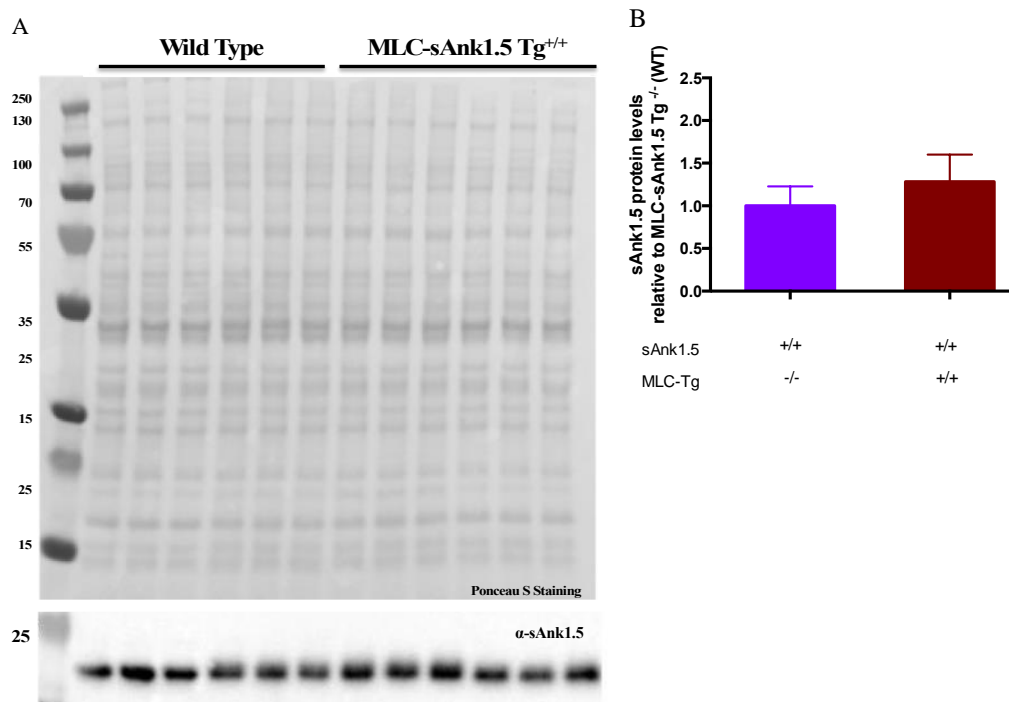 A
Wild Type
MLC-sAnk1.5 Tg+/+
250
130
100
70
55
35
25
15
25
15
Ponceau S Staining
25
α-sAnk1.5
B
sAnk1.5 protein levels
relative to MLC-sAnk1.5 Tg -/- (WT)
2.5
2.0
1.5
1.0
0.5
0.0
sAnk1.5 +/+ +/+
MLC-Tg -/- +/+